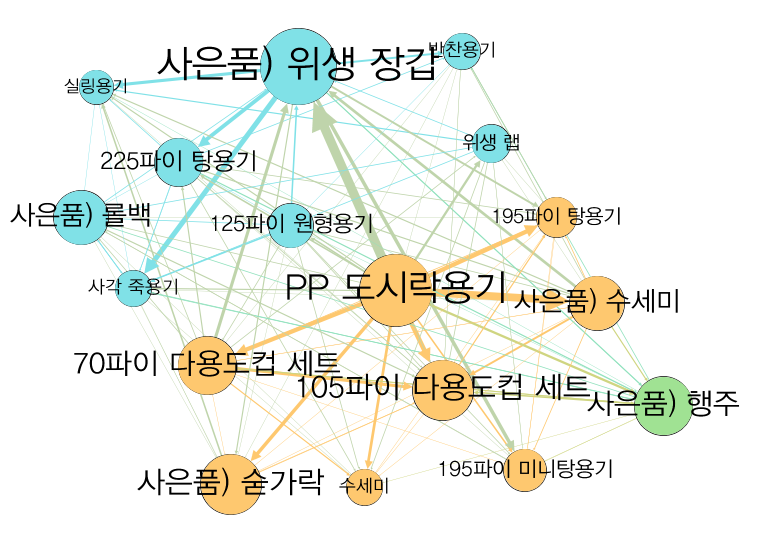 사은품) 위생 장갑
반찬용기
실링용기
위생 랩
225파이 탕용기
사은품) 롤백
125파이 원형용기
195파이 탕용기
사각 죽용기
PP 도시락용기
사은품) 수세미
70파이 다용도컵 세트
105파이 다용도컵 세트
사은품) 행주
195파이 미니탕용기
사은품) 숟가락
수세미